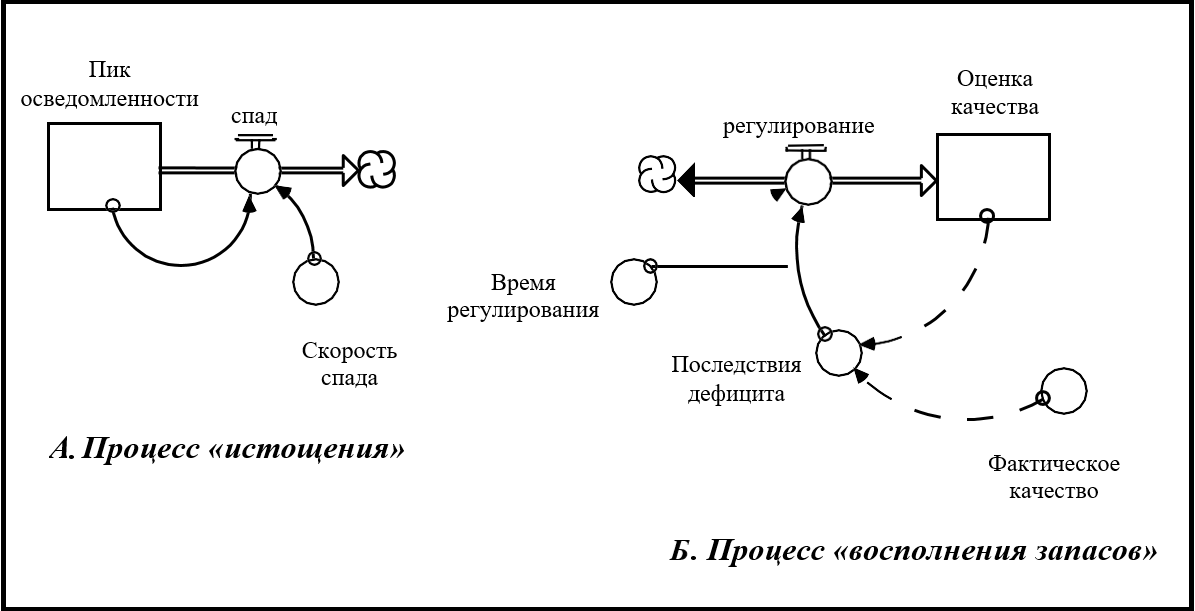 Пик
осведомленности
спад
Скорость
спада
А. Процесс «истощения»
Оценка
качества
регулирование
Время
регулирования
Последствия
дефицита
Фактическое
качество
Б. Процесс «восполнения запасов»